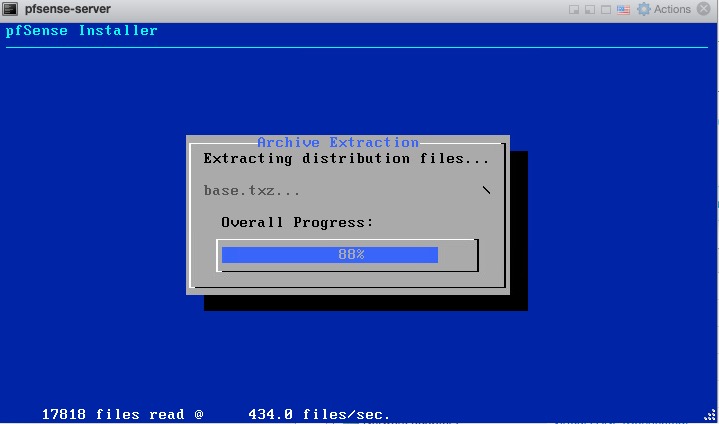 pfsense-server
Actions
pfSense Installer
Archive Extraction
Extracting distribution files...
base.txz... \
Overall Progress:
88%
17818 files read @ 434.0 files/sec.